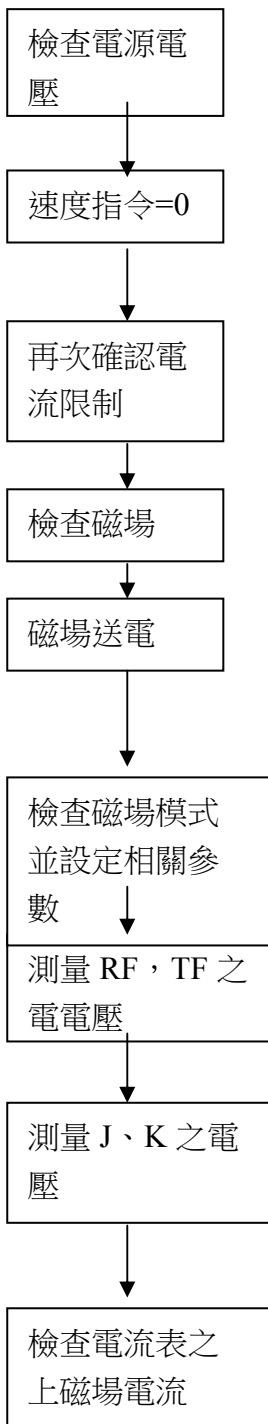 檢查電源電
壓
速度指令=0
再次確認電
流限制
檢查磁場
磁場送電
檢查磁場模式
並設定相關參
數
測量 RF，TF 之
電電壓
測量 J、K 之電
壓
檢查電流表之
上磁場電流